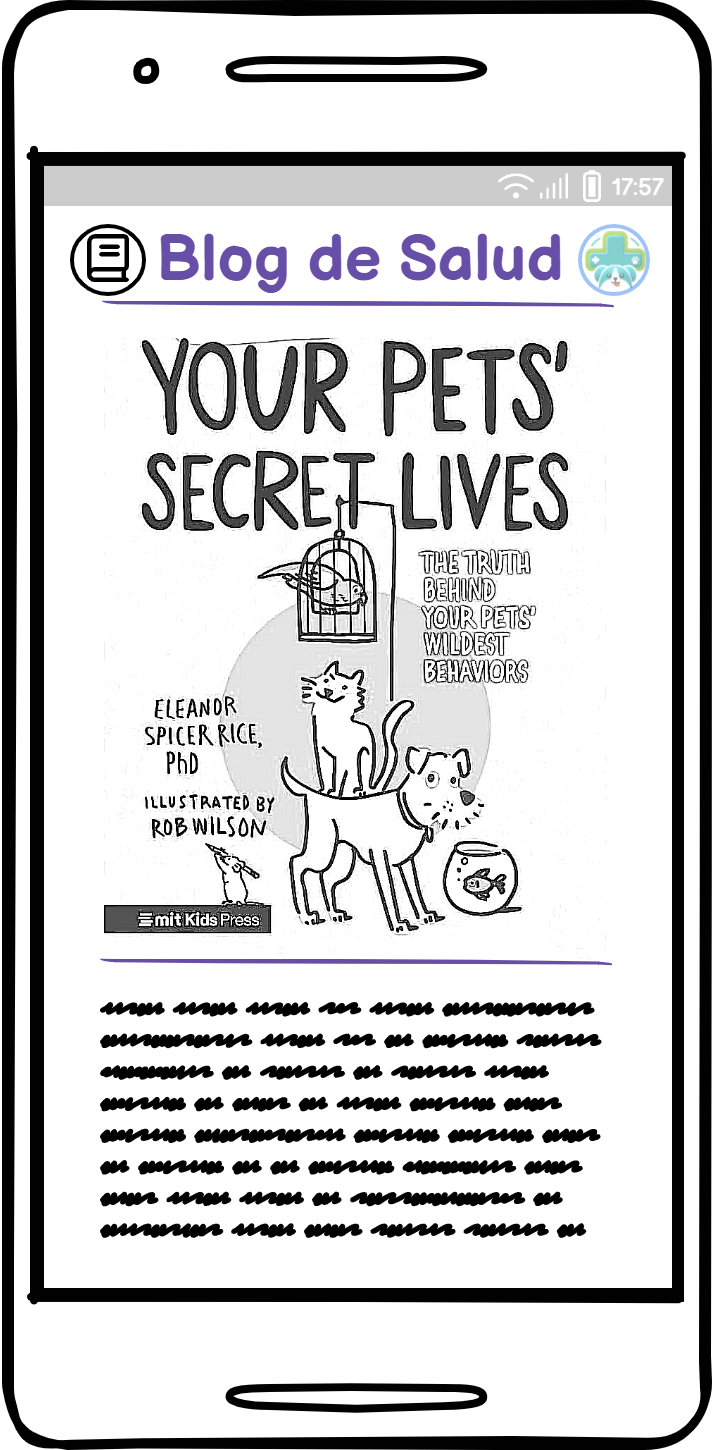 17:57
Blog de Salud
YOUR PETS'
SECRET LIVES
THE TRUTH
BEHIND
YOUR PETS'
WILDEST
BEHAVIORS
ELEANOR
SPICER RICE,
PhD
ILLUSTRATED BY
ROB WILSON
mit Kids Press